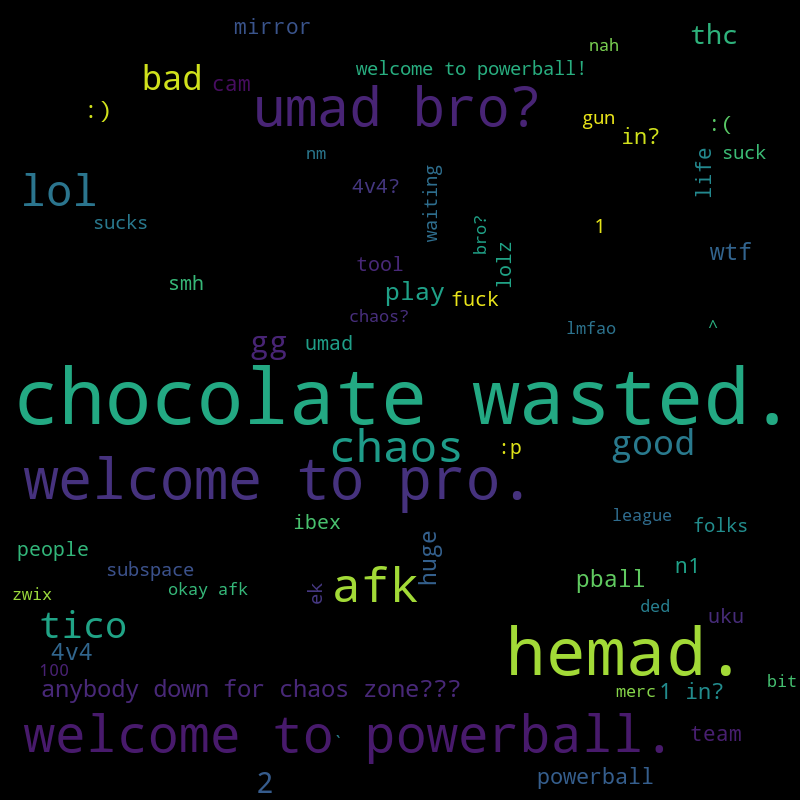 mirror
thc
nah
welcome to powerball!
bad
cam
umad bro?
:)
gun
in?
:(
suck
nm
life
lol
4v4?
waiting
sucks
bro?
1
lolz
wtf
tool
smh
play
fuck
chaos?
lmfao
^
gg
umad
chocolate wasted.
chaos
:p
good
welcome to pro.
league
ibex
folks
people
huge
subspace
n1
okay afk
afk
pball
zwix
ek
ded
tico
uku
4v4
hemad.
100
anybody down for chaos zone???
merc
1 in?
bit
welcome to powerball.
`
team
2
powerball